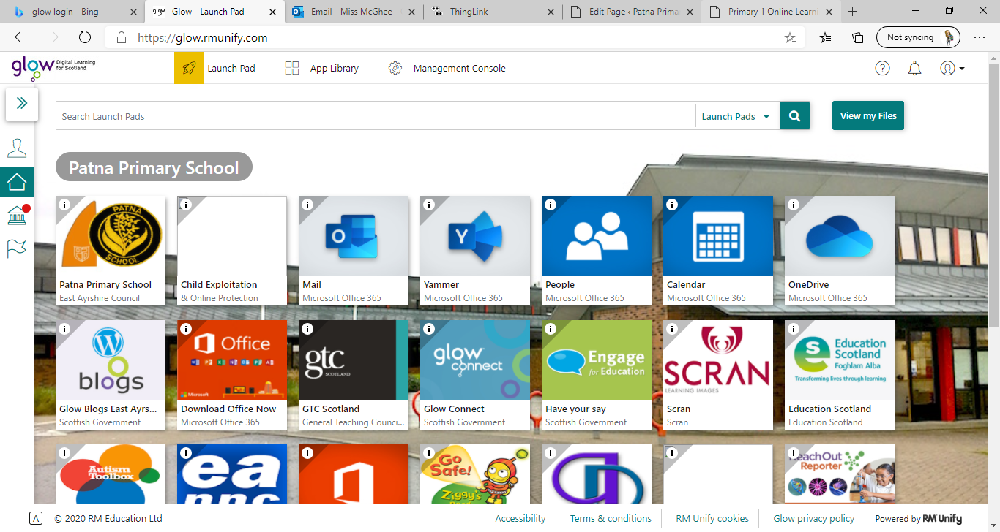 glow login - Bing
glow Glow - Launch Pad
Email - Miss McGhee -
ThingLink
Edit Page ‹ Patna Prima
Primary 1 Online Learni
https://glow.rmunify.com
Not syncing
glow Digital Learning for Scotland
Launch Pad
App Library
Management Console
Search Launch Pads
Launch Pads
View my Files
Patna Primary School
PATNA
SCHOOL
Patna Primary School
East Ayrshire Council
Child Exploitation
& Online Protection
Mail
Microsoft Office 365
Yammer
Microsoft Office 365
People
Microsoft Office 365
Calendar
Microsoft Office 365
OneDrive
Microsoft Office 365
blogs
Glow Blogs East Ayrs...
Scottish Government
Office
Microsoft
Download Office Now
Microsoft Office 365
gtc
SCOTLAND
GTC Scotland
General Teaching Counci...
glow
connect
Glow Connect
Scottish Government
Engage
for Education
Have your say
Scottish Government
SCRAN
LEARNING IMAGES
Scran
Scran
Education
Scotland
Foghlam Alba
Transforming lives through learning
Education Scotland
Education Scotland
Autism
Toolbox
ea
Go
Safe!
Ziggy's
ReachOut
Reporter
A
© 2020 RM Education Ltd
Accessibility
Terms & conditions
RM Unify cookies
Glow privacy policy
Powered by RM Unify